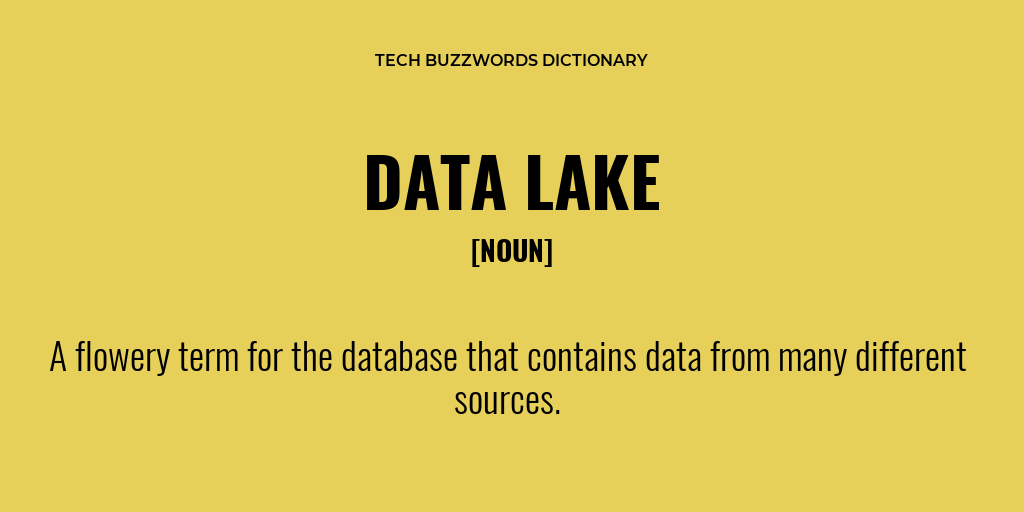 TECH BUZZWORDS DICTIONARY
DATA LAKE
[NOUN]
A flowery term for the database that contains data from many different
sources.